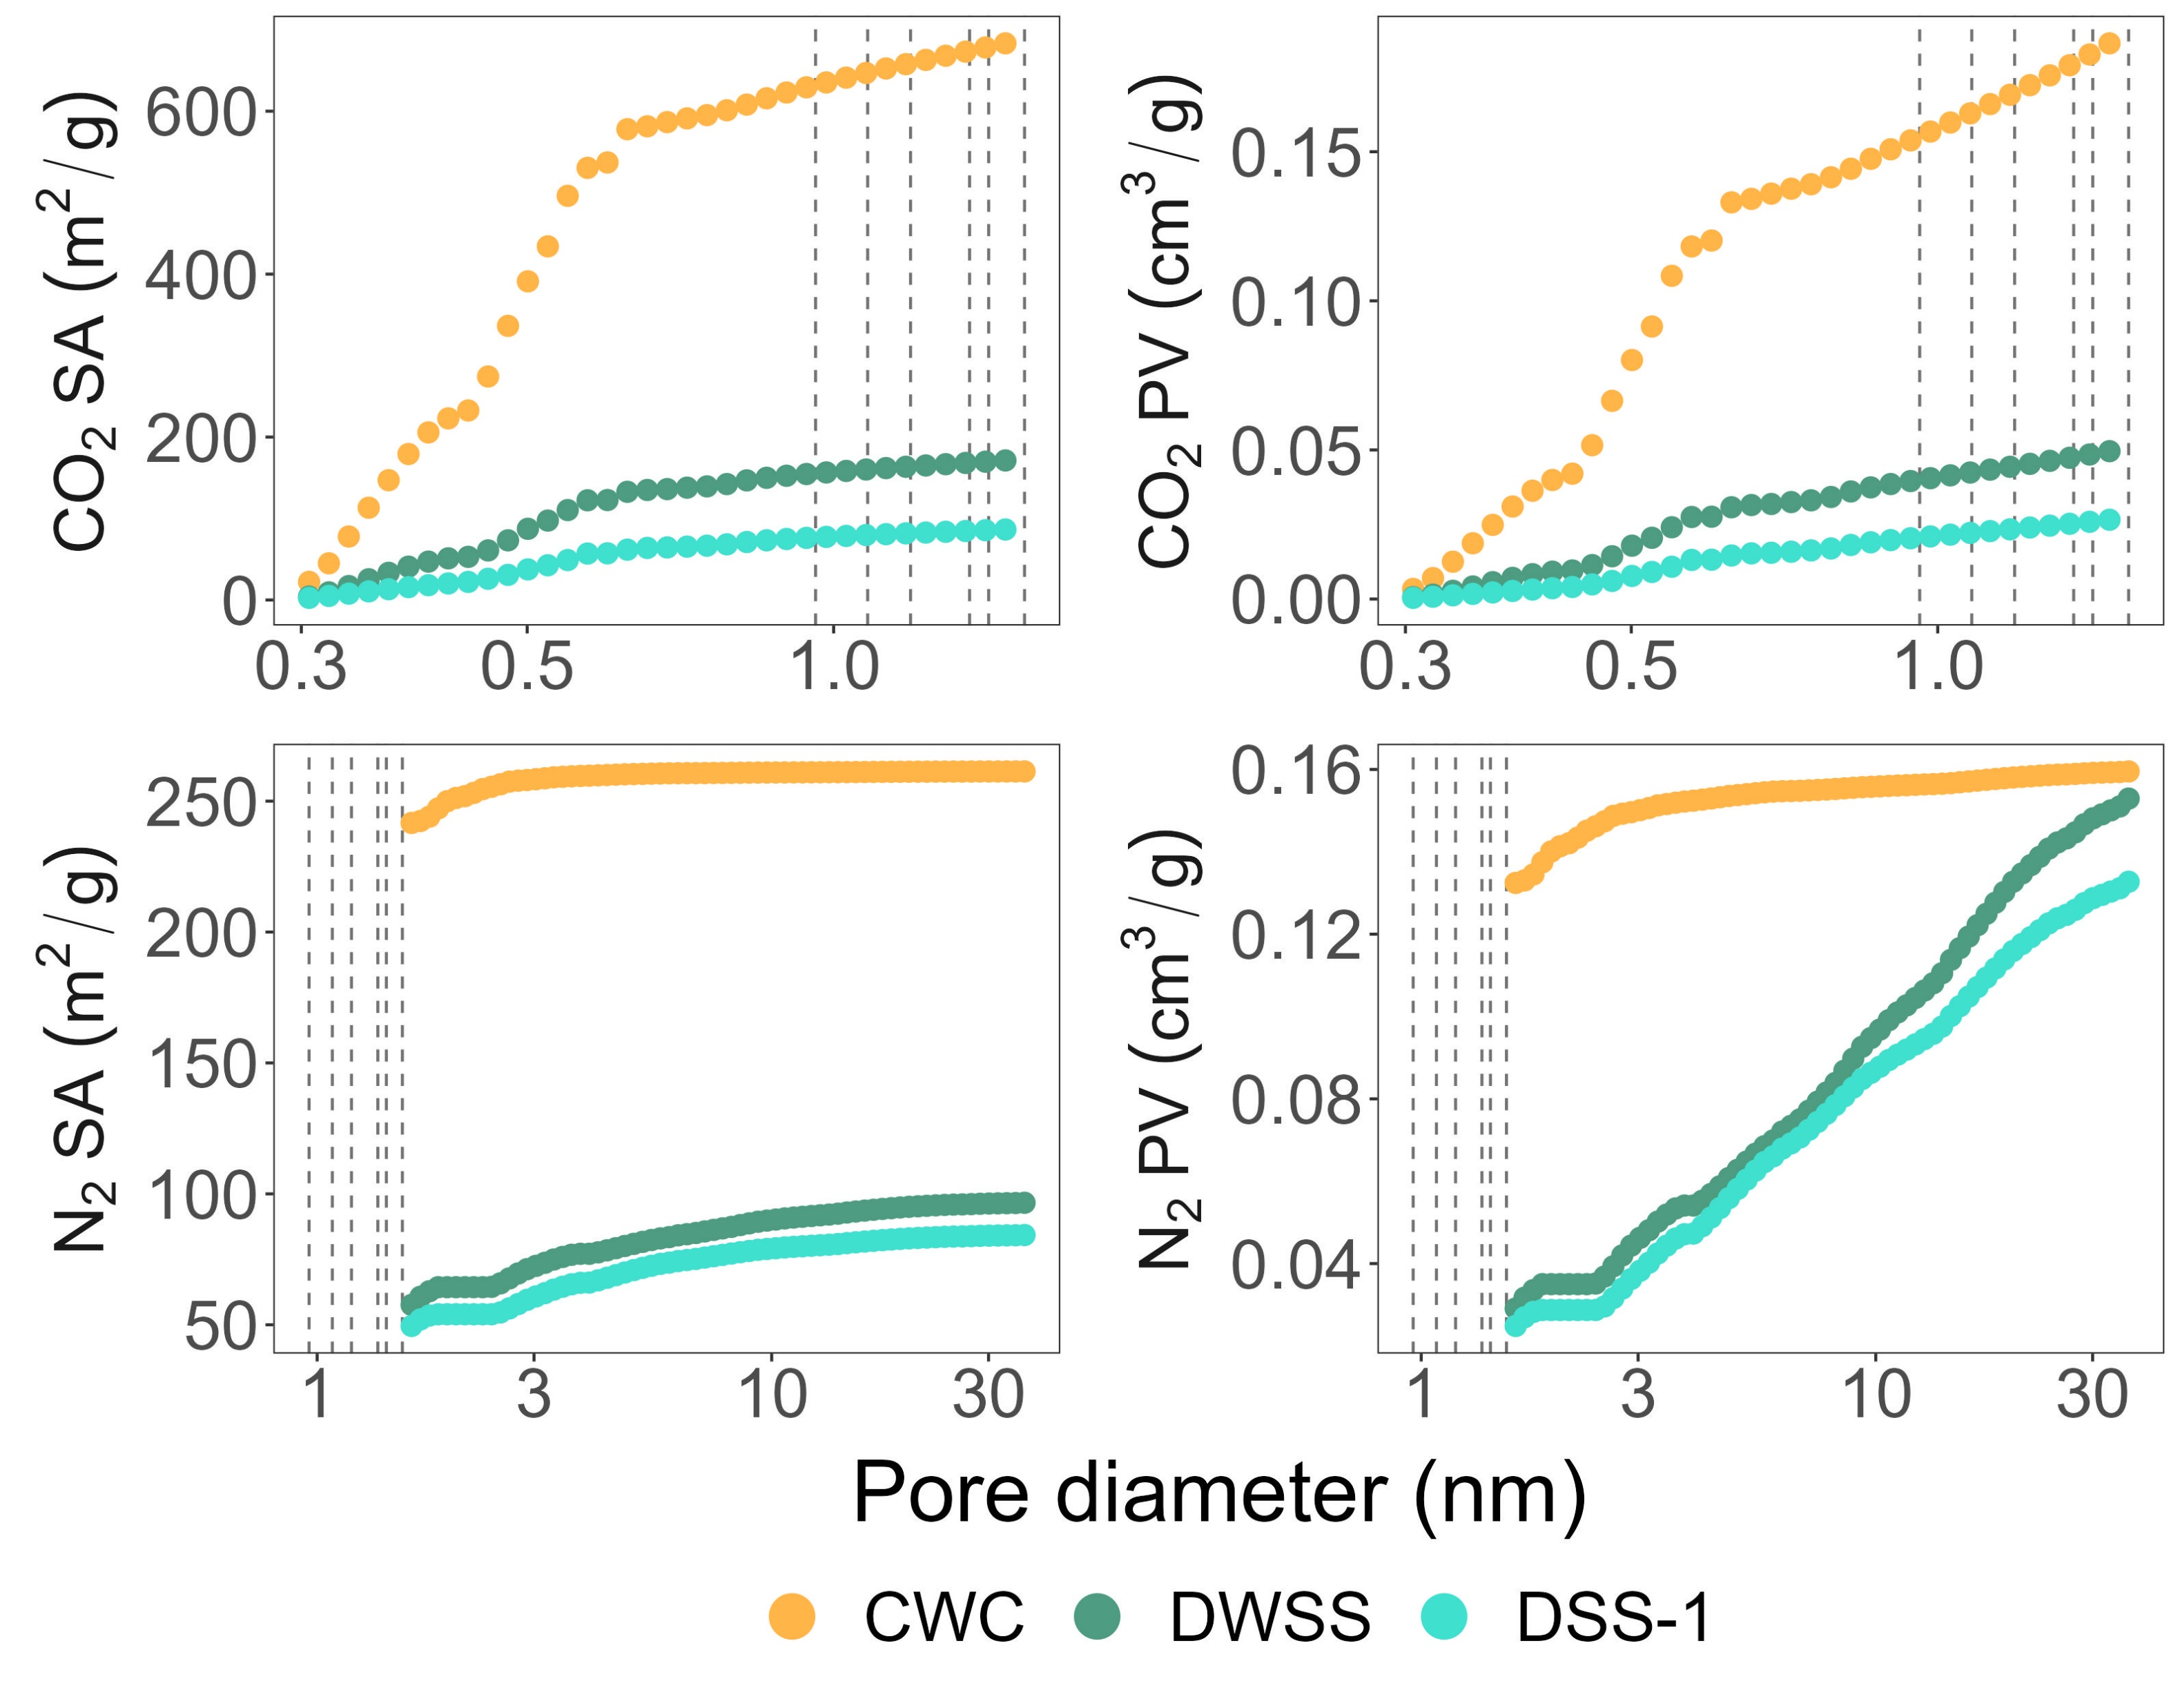 CO₂ SA (m²/g)
600
400
200
0
0.3 0.5 1.0
CO₂ PV (cm³/g)
0.15
0.10
0.05
0.00
0.3 0.5 1.0
N₂ SA (m²/g)
250
200
150
100
50
1 3 10 30
N₂ PV (cm³/g)
0.16
0.12
0.08
0.04
1 3 10 30
Pore diameter (nm)
CWC DWSS DSS-1